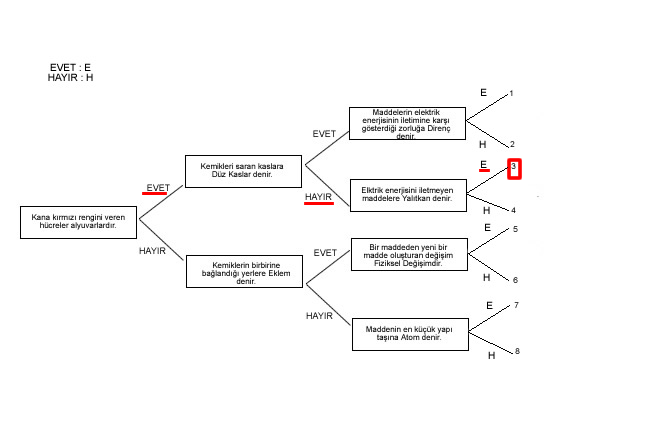 EVET : E
HAYIR : H
Kana kırmızı rengini veren
hücreler alyuvarlardır.
EVET
HAYIR
Kemikleri saran kaslara
Düz Kaslar denir.
Kemiklerin birbirine
bağlandığı yerlere Eklem
denir.
EVET
HAYIR
EVET
HAYIR
Maddelerin elektrik
enerjisinin iletimine karşı
gösterdiği zorluğa Direnç
denir.
Elktrik enerjisini iletmeyen
maddelere Yalıtkan denir.
Bir maddeden yeni bir
madde oluşturan değişim
Fiziksel Değişimdir.
Maddenin en küçük yapı
taşına Atom denir.
E 1
H 2
E 3
H 4
E 5
H 6
E 7
H 8